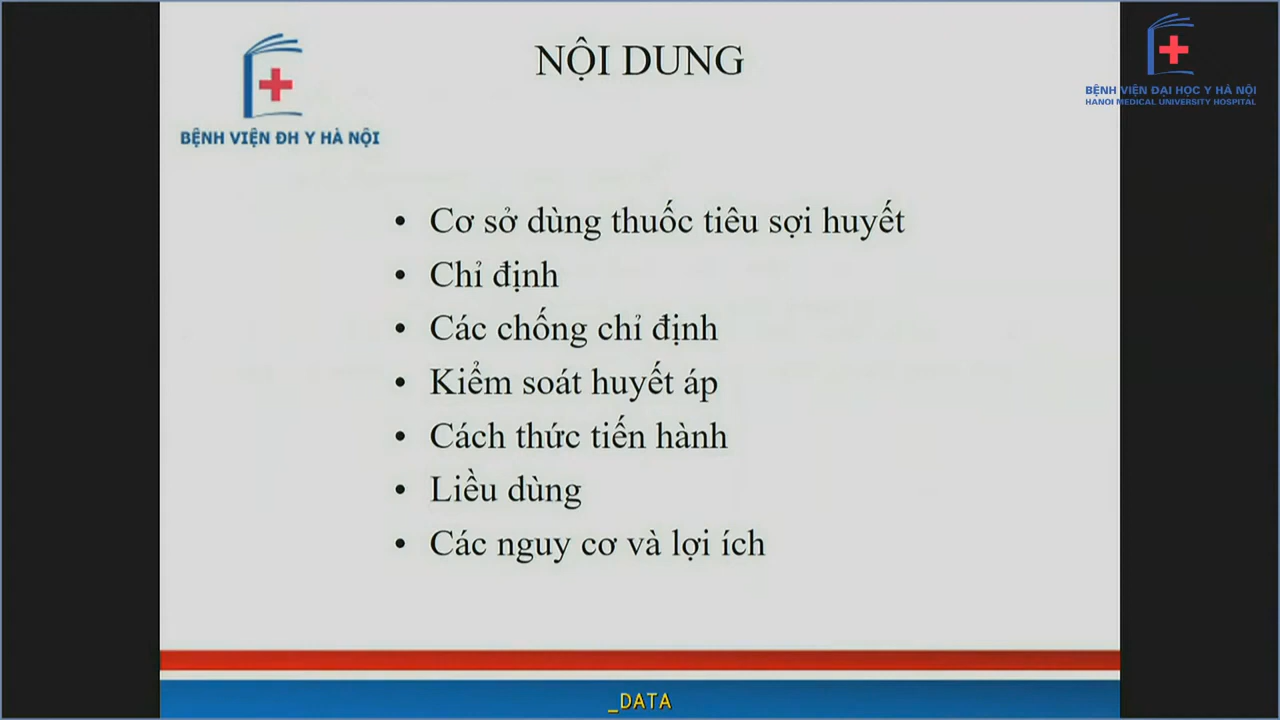 NỘI DUNG
BỆNH VIỆN ĐH Y HÀ NỘI
BỆNH VIỆN ĐẠI HỌC Y HÀ NỘI
HANOI MEDICAL UNIVERSITY HOSPITAL
• Cơ sở dùng thuốc tiêu sợi huyết
• Chỉ định
• Các chống chỉ định
• Kiểm soát huyết áp
• Cách thức tiến hành
• Liều dùng
• Các nguy cơ và lợi ích
_DATA